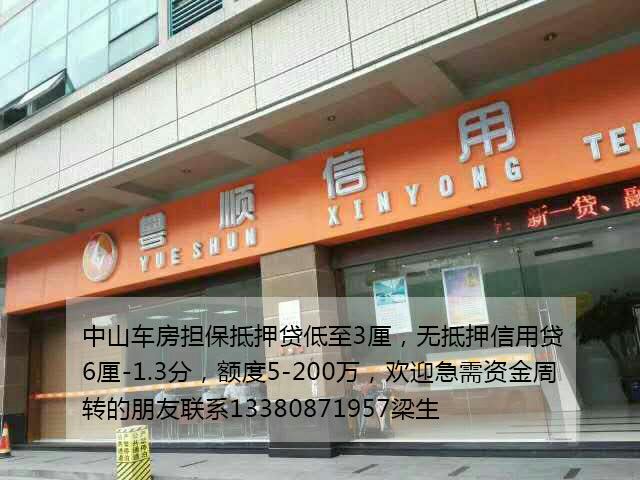 粤顺信用
YUE SHUN XINYONG TEL
新一贷、融
中山车房担保抵押贷低至3厘，无抵押信用贷
6厘-1.3分，额度5-200万，欢迎急需资金周
转的朋友联系13380871957梁生